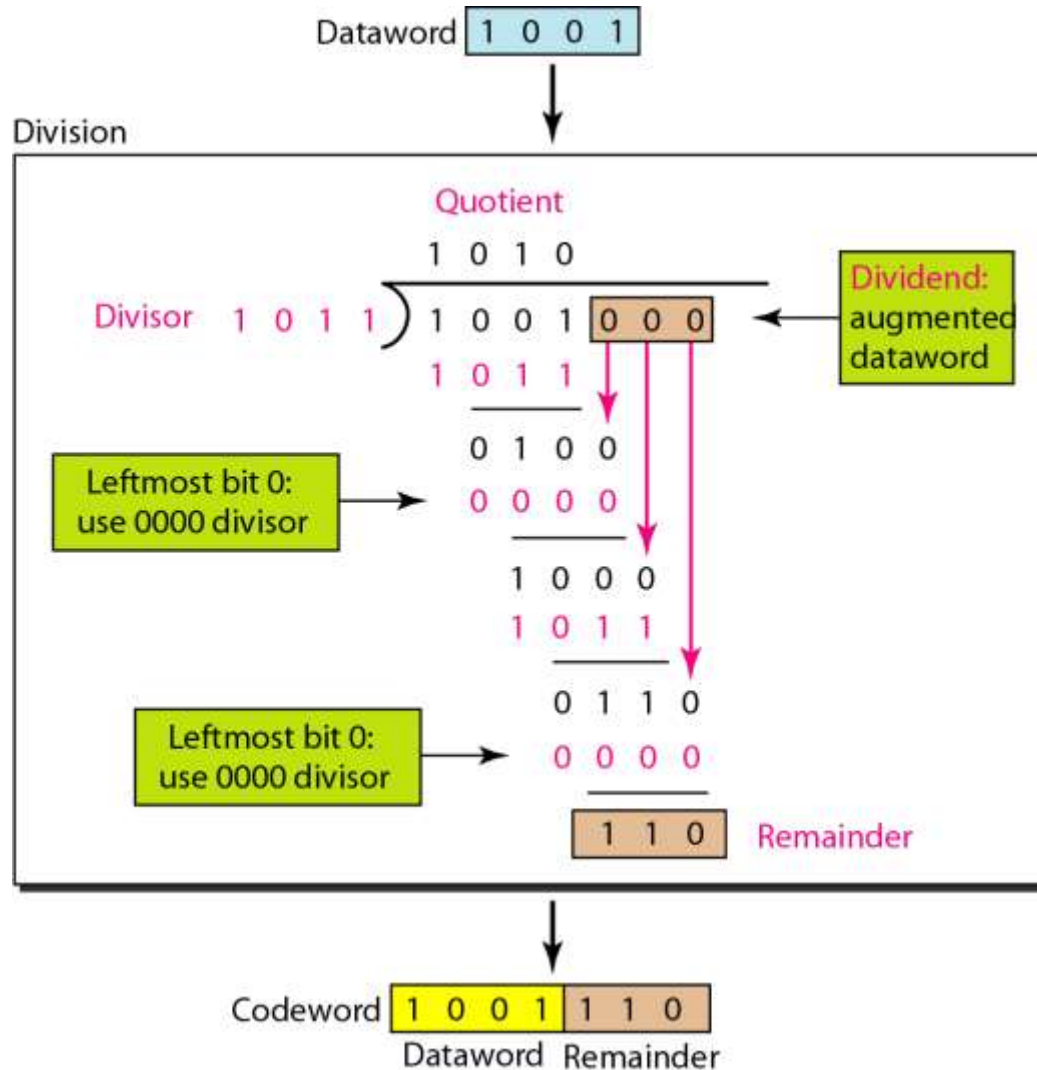 Dataword 1 0 0 1
Division
Quotient
1 0 1 0
Divisor 1 0 1 1 1 0 0 1 0 0 0
Dividend:
augmented
dataword
1 0 1 1
0 1 0 0
Leftmost bit 0:
use 0000 divisor
0 0 0 0
1 0 0 0
1 0 1 1
0 1 1 0
Leftmost bit 0:
use 0000 divisor
0 0 0 0
1 1 0 Remainder
Codeword 1 0 0 1 1 1 0
Dataword Remainder